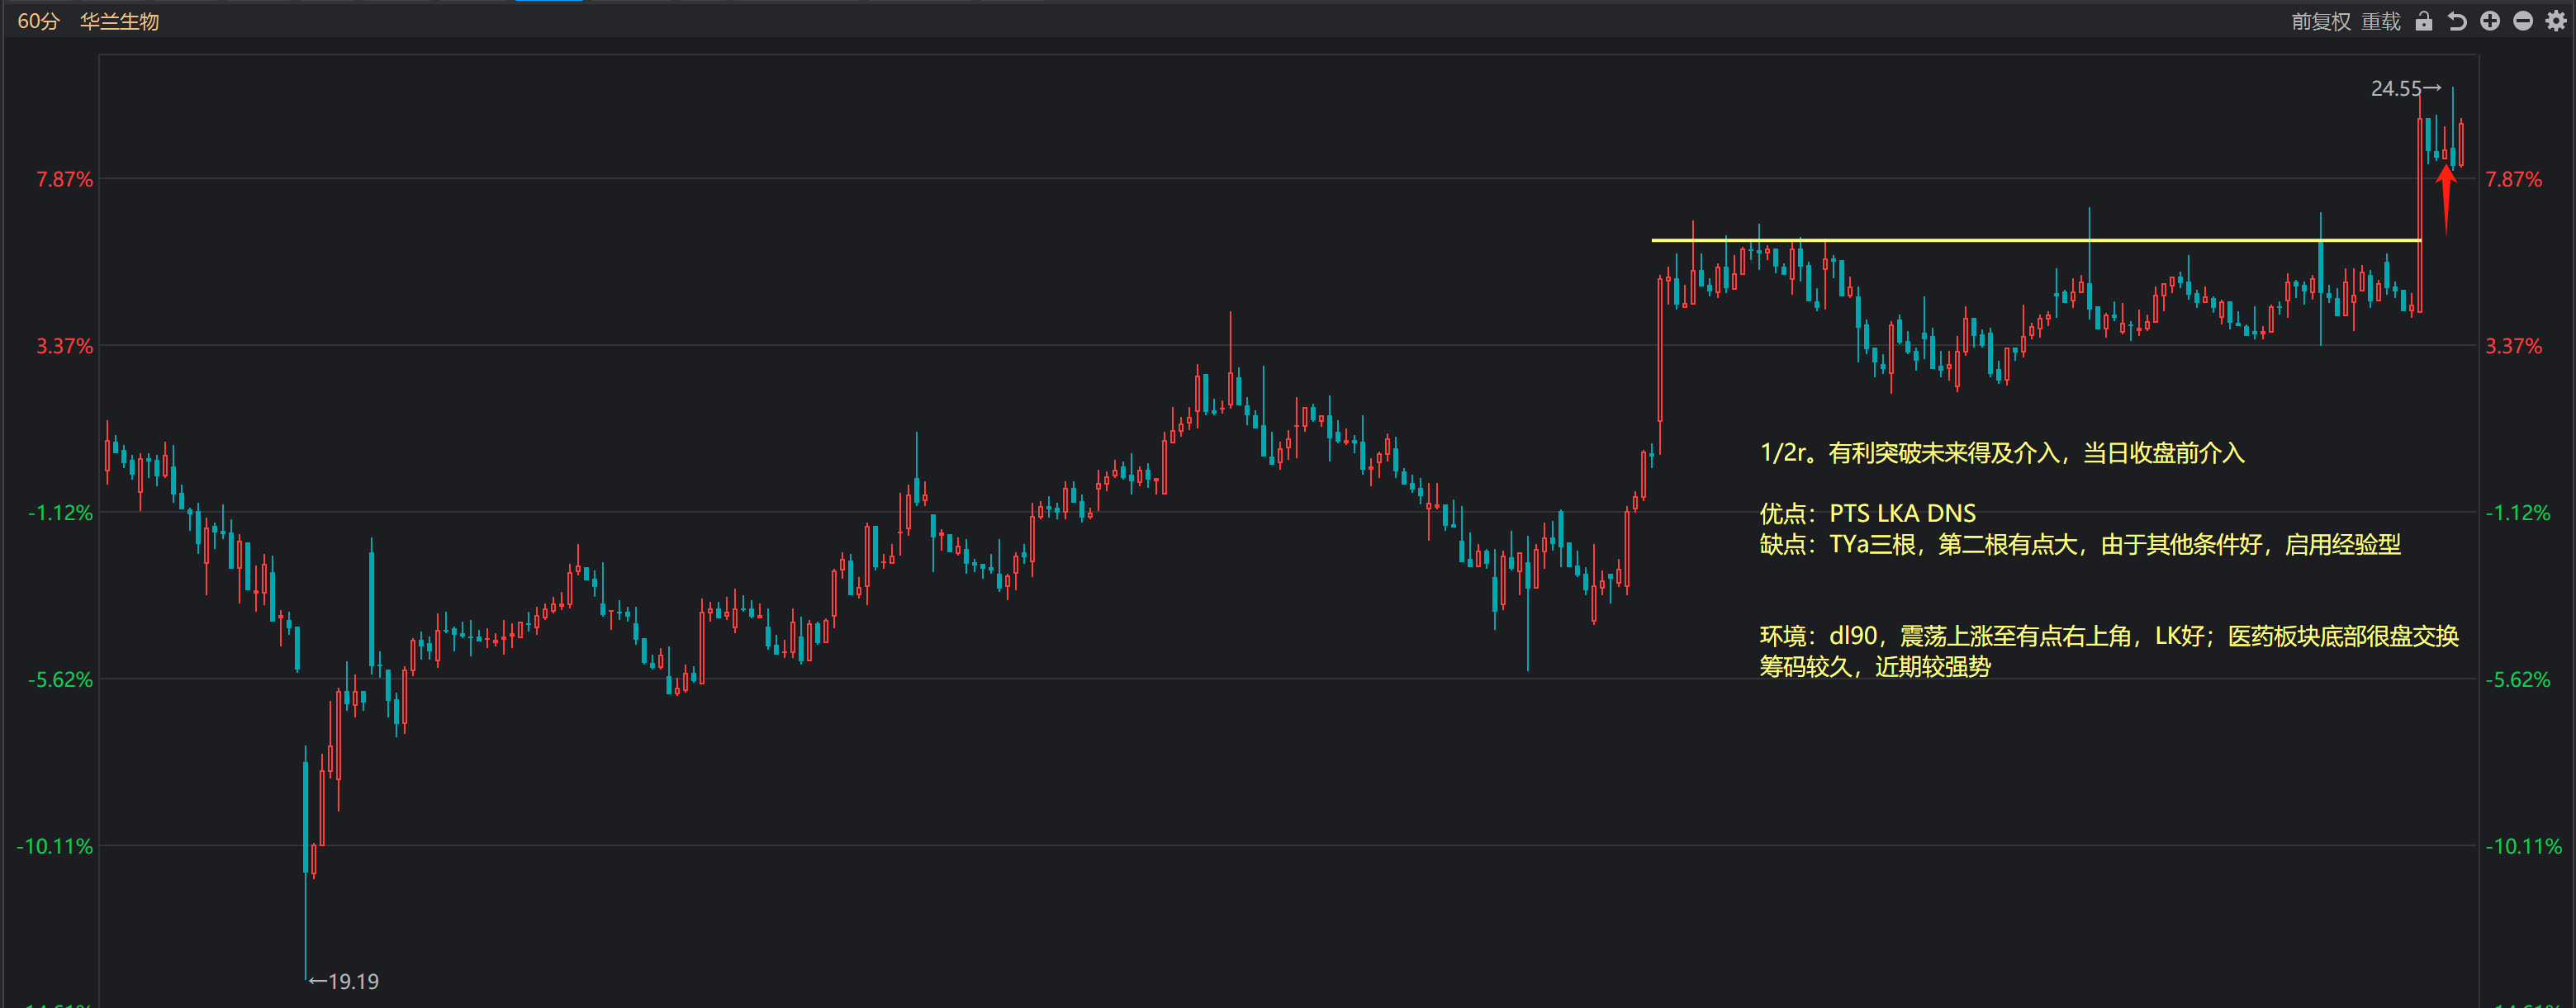 60分 华兰生物 前复权 重载
24.55→
7.87% 7.87%
3.37% 3.37%
1/2r。有利突破未来得及介入，当日收盘前介入
-1.12% 优点：PTS LKA DNS -1.12%
缺点：TYa三根，第二根有点大，由于其他条件好，启用经验型
环境：dl90，震荡上涨至有点右上角，LK好；医药板块底部很盘交换
筹码较久，近期较强势
-5.62% -5.62%
-10.11% -10.11%
←19.19